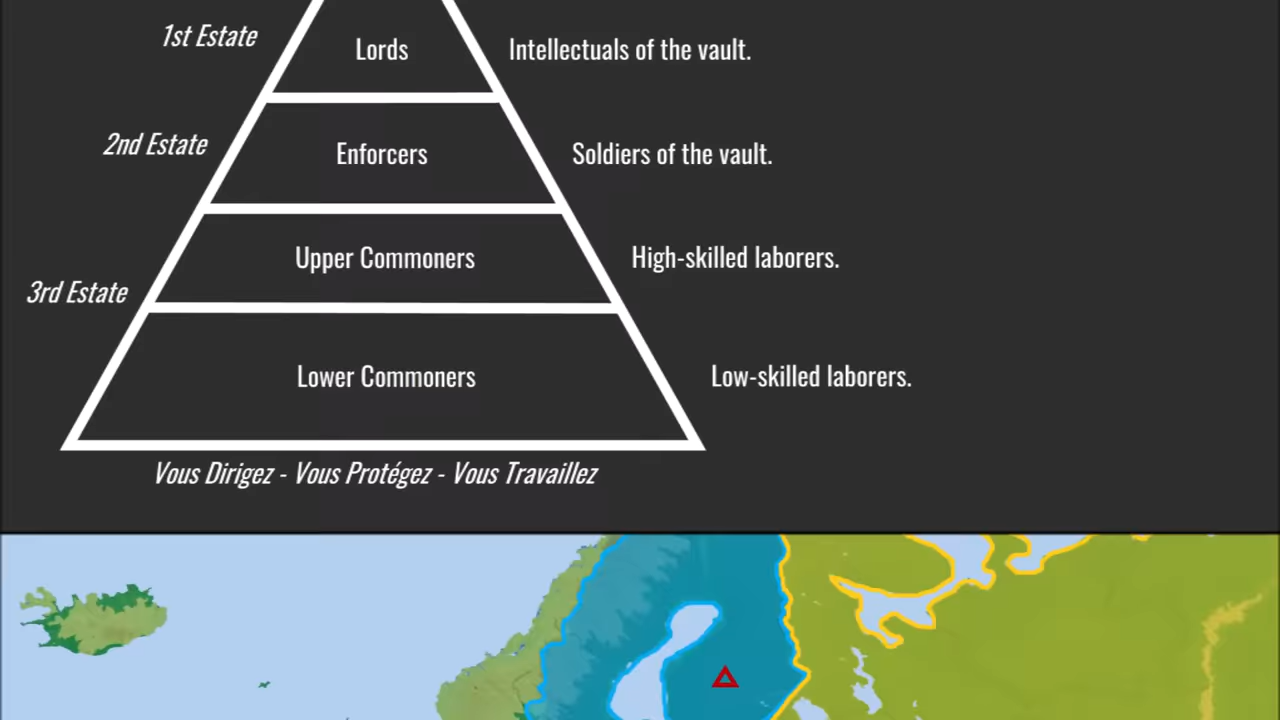 1st Estate
Lords
Intellectuals of the vault.
2nd Estate
Enforcers
Soldiers of the vault.
Upper Commoners
High-skilled laborers.
3rd Estate
Lower Commoners
Low-skilled laborers.
Vous Dirigez - Vous Protégez - Vous Travaillez